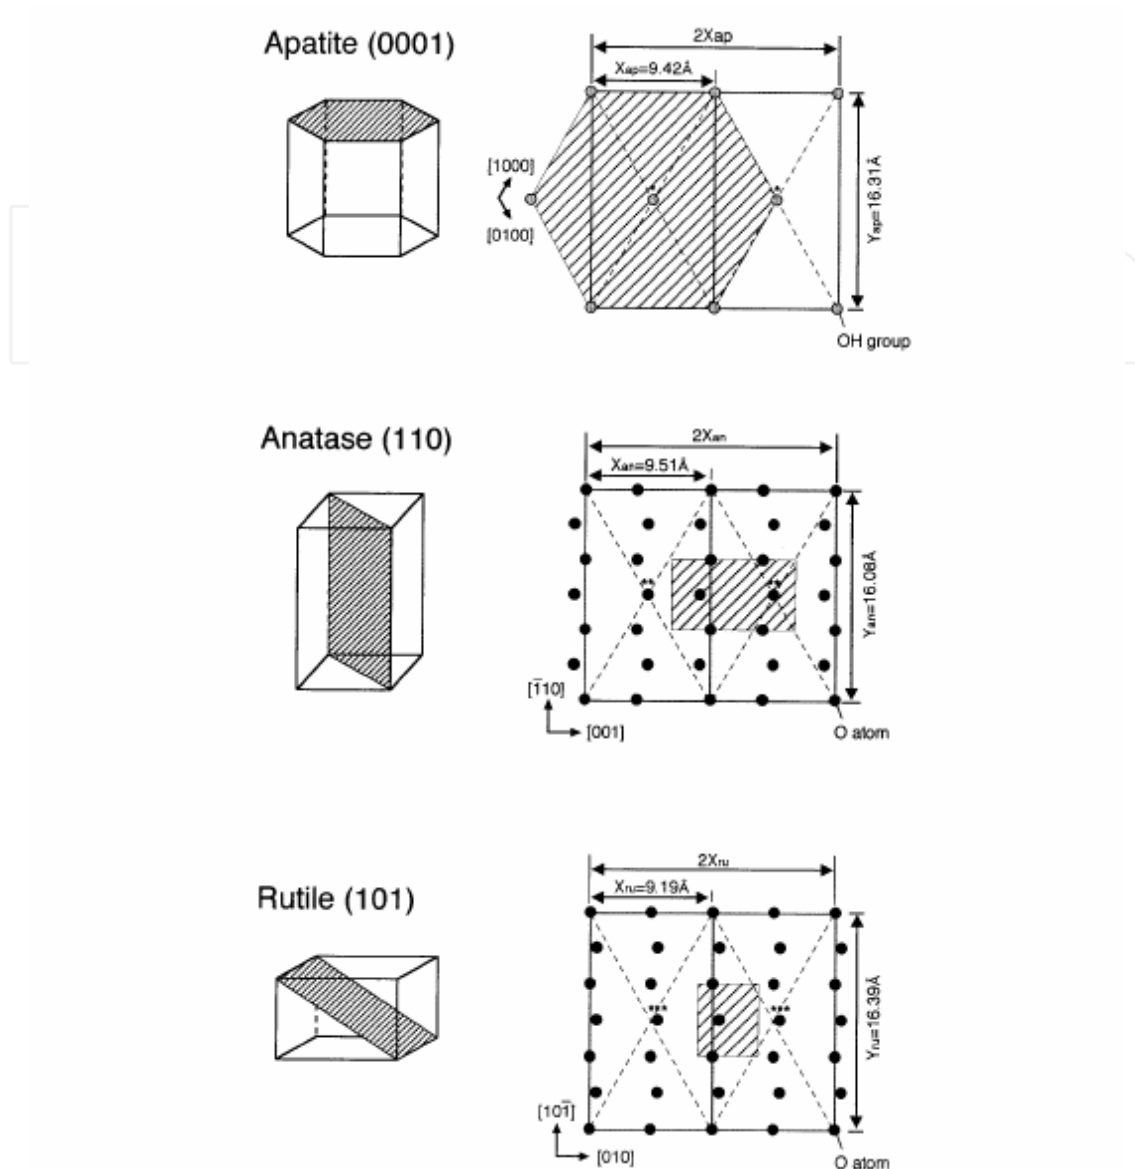 Apatite (0001)
2Xap
Xap=9.42Å
[1000]
[0100]
*
*
Yap=16.31Å
OH group
Anatase (110)
2Xan
Xan=9.51Å
**
**
Yan=16.08Å
[1̅10]
[001]
O atom
Rutile (101)
2Xru
Xru=9.19Å
***
***
Yru=16.39Å
[101̅]
[010]
O atom